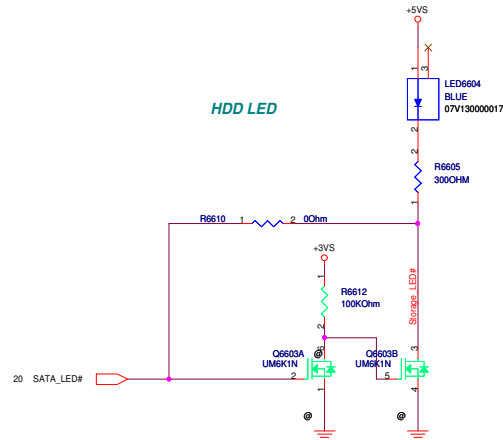 +5VS
1
3
LED6604
BLUE
07V130000017
HDD LED
2
2
R6605
300OHM
1
R6610 1 2 0Ohm
+3VS
1
R6612
100KOhm
2
Storage_LED#
Q6603A @ 6 Q6603B 3
UM6K1N UM6K1N
20 SATA_LED# 2 5
1 4
@ @